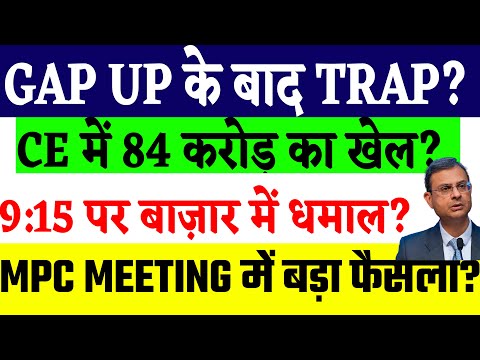 GAP UP के बाद TRAP?
CE में 84 करोड़ का खेल?
9:15 पर बाज़ार में धमाल?
MPC MEETING में बड़ा फैसला?